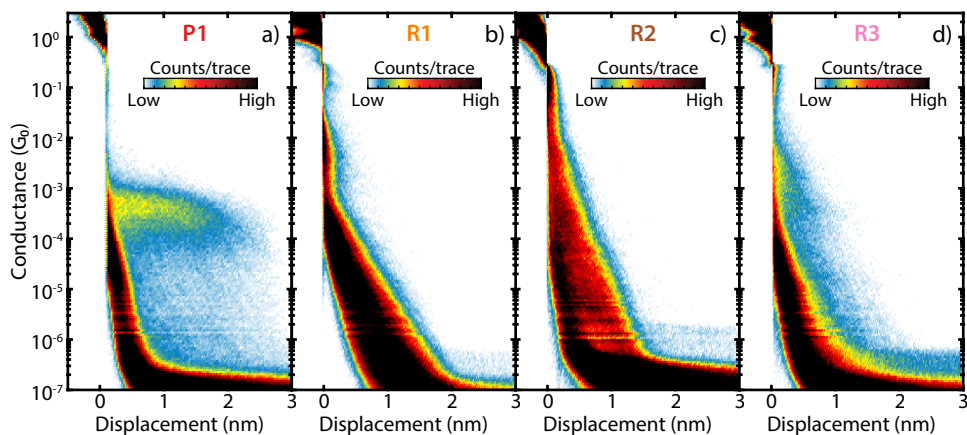 P1 a)
R1 b)
R2 c)
R3 d)
Counts/trace
Low High
Counts/trace
Low High
Counts/trace
Low High
Counts/trace
Low High
Conductance (G₀)
10⁰
10⁻¹
10⁻²
10⁻³
10⁻⁴
10⁻⁵
10⁻⁶
10⁻⁷
0 1 2 3
0 1 2 3
0 1 2 3
0 1 2 3
Displacement (nm)
Displacement (nm)
Displacement (nm)
Displacement (nm)